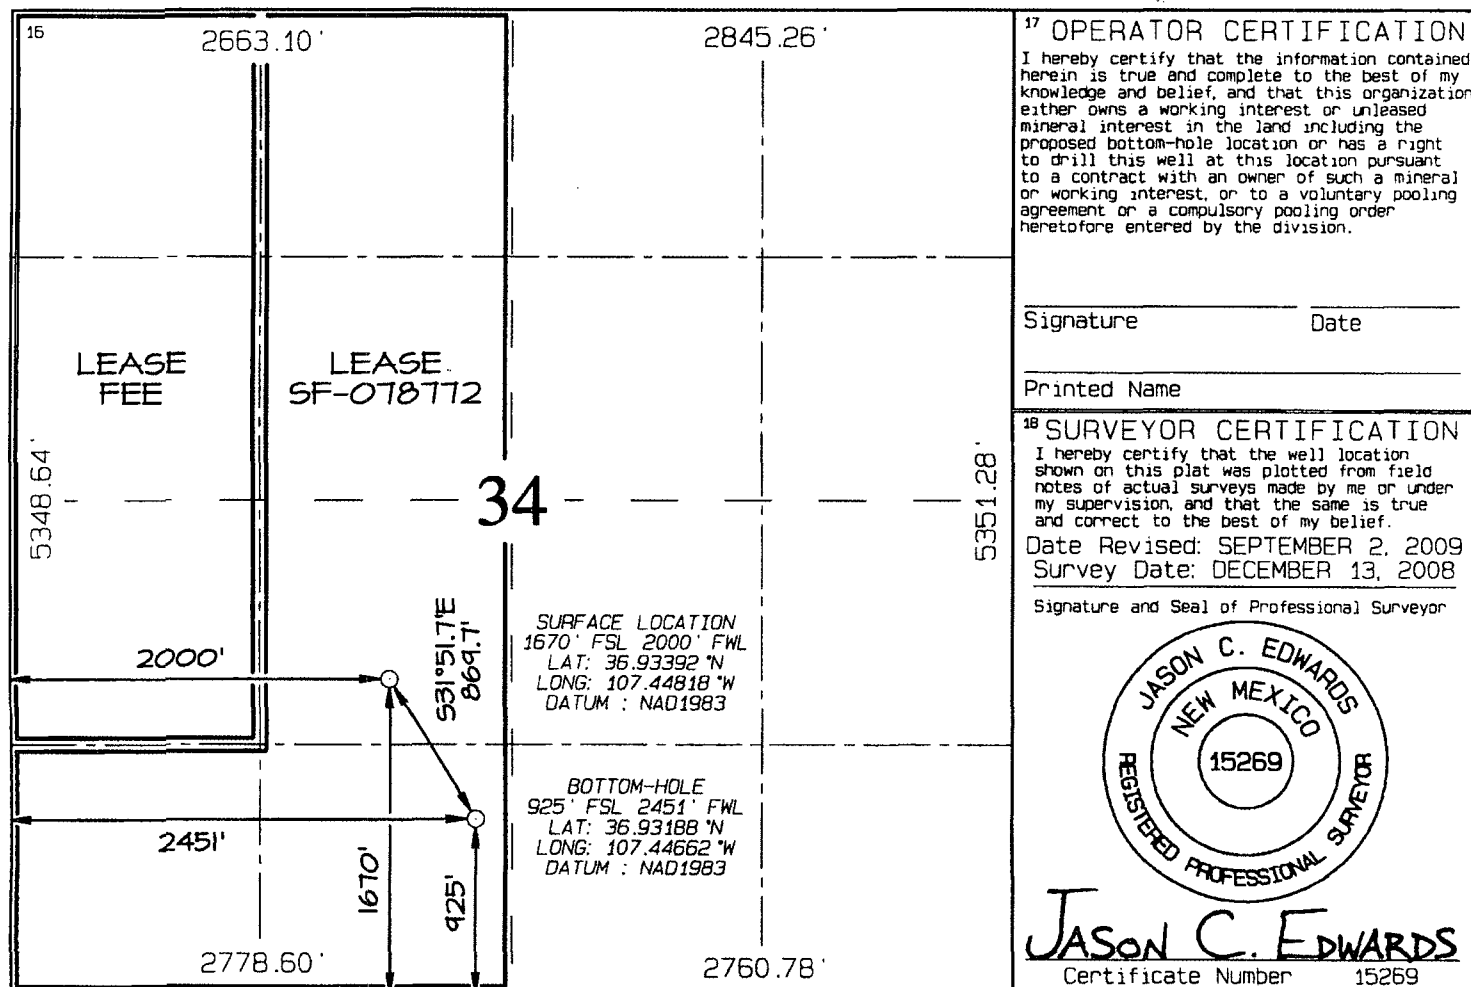 16
2663.10'
2845.26'
LEASE
FEE
LEASE
SF-078772
5348.64'
34
5351.28'
2000'
S31°51.7'E
869.7'
SURFACE LOCATION
1670' FSL 2000' FWL
LAT: 36.93392 °N
LONG: 107.44818 °W
DATUM : NAD1983
2451'
1670'
925'
BOTTOM-HOLE
925' FSL 2451' FWL
LAT: 36.93188 °N
LONG: 107.44662 °W
DATUM : NAD1983
2778.60'
2760.78'
17 OPERATOR CERTIFICATION
I hereby certify that the information contained
herein is true and complete to the best of my
knowledge and belief, and that this organization
either owns a working interest or unleased
mineral interest in the land including the
proposed bottom-hole location or has a right
to drill this well at this location pursuant
to a contract with an owner of such a mineral
or working interest, or to a voluntary pooling
agreement or a compulsory pooling order
heretofore entered by the division.
Signature Date
Printed Name
18 SURVEYOR CERTIFICATION
I hereby certify that the well location
shown on this plat was plotted from field
notes of actual surveys made by me or under
my supervision, and that the same is true
and correct to the best of my belief.
Date Revised: SEPTEMBER 2, 2009
Survey Date: DECEMBER 13, 2008
Signature and Seal of Professional Surveyor
JASON C. EDWARDS
NEW MEXICO
15269
REGISTERED PROFESSIONAL SURVEYOR
JASON C. EDWARDS
Certificate Number 15269